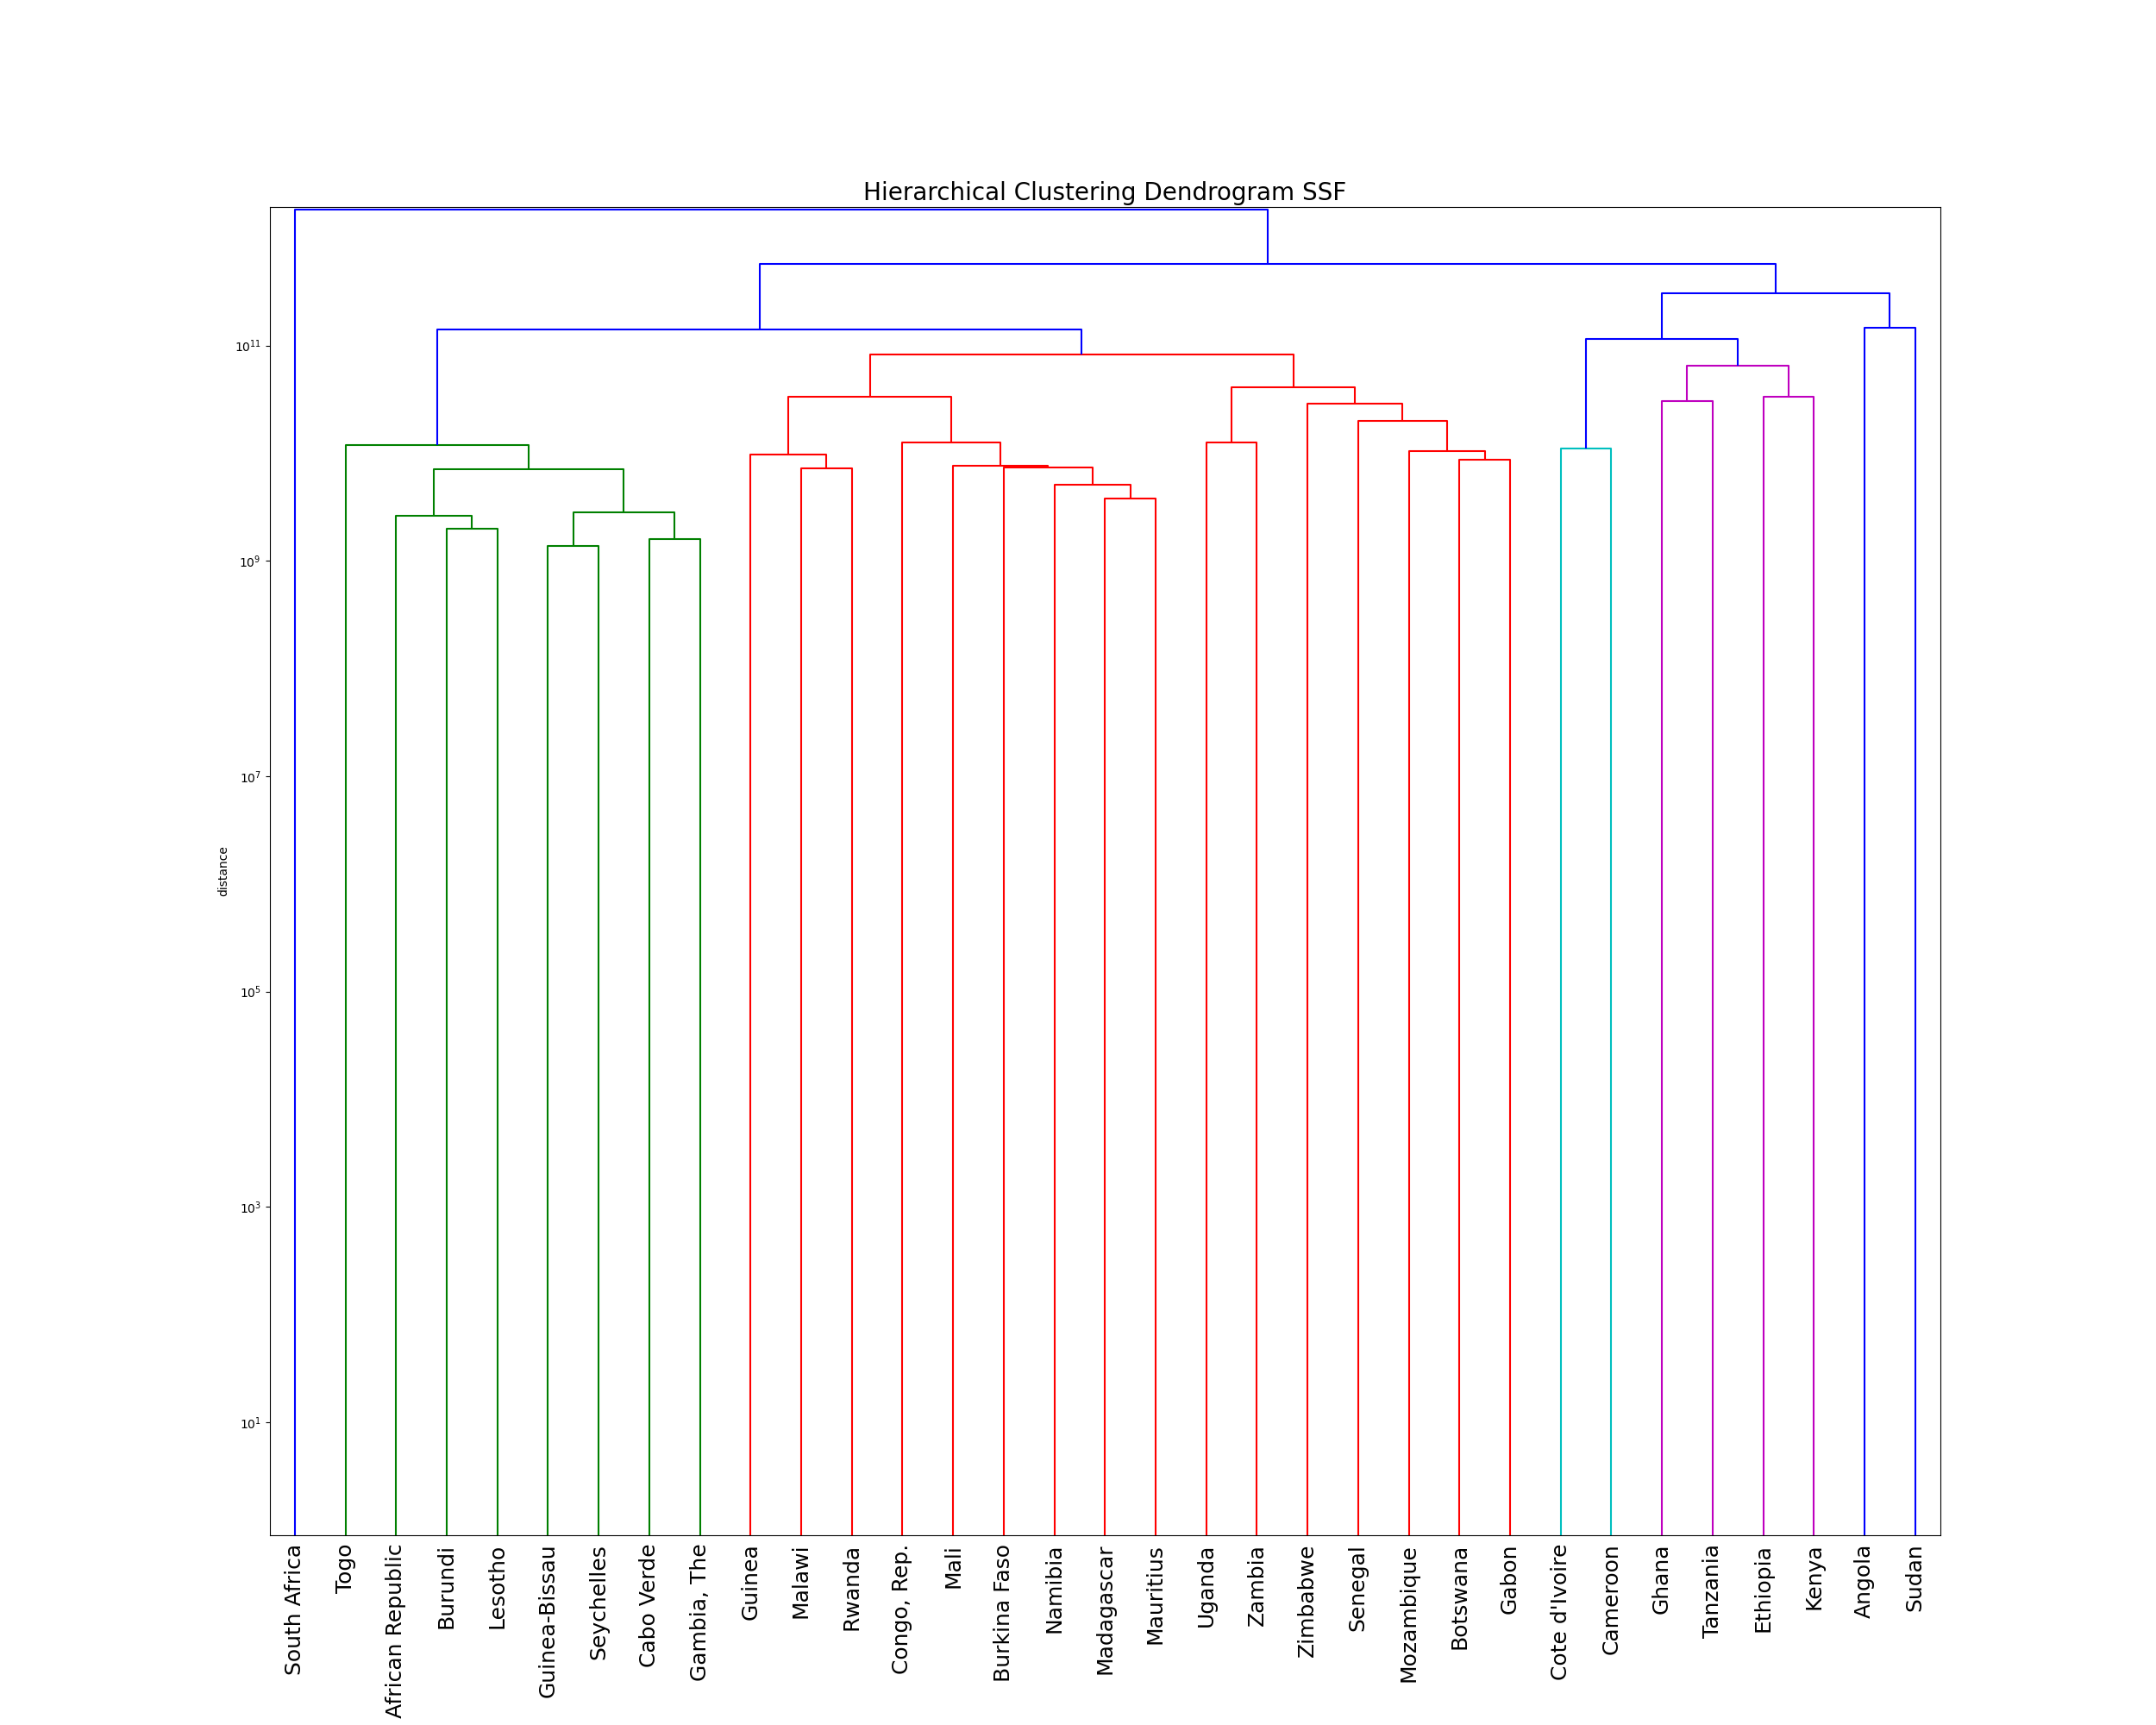 Hierarchical Clustering Dendrogram SSF
distance
10¹¹
10⁹
10⁷
10⁵
10³
10¹
South Africa
Togo
African Republic
Burundi
Lesotho
Guinea-Bissau
Seychelles
Cabo Verde
Gambia, The
Guinea
Malawi
Rwanda
Congo, Rep.
Mali
Burkina Faso
Namibia
Madagascar
Mauritius
Uganda
Zambia
Zimbabwe
Senegal
Mozambique
Botswana
Gabon
Cote d'Ivoire
Cameroon
Ghana
Tanzania
Ethiopia
Kenya
Angola
Sudan